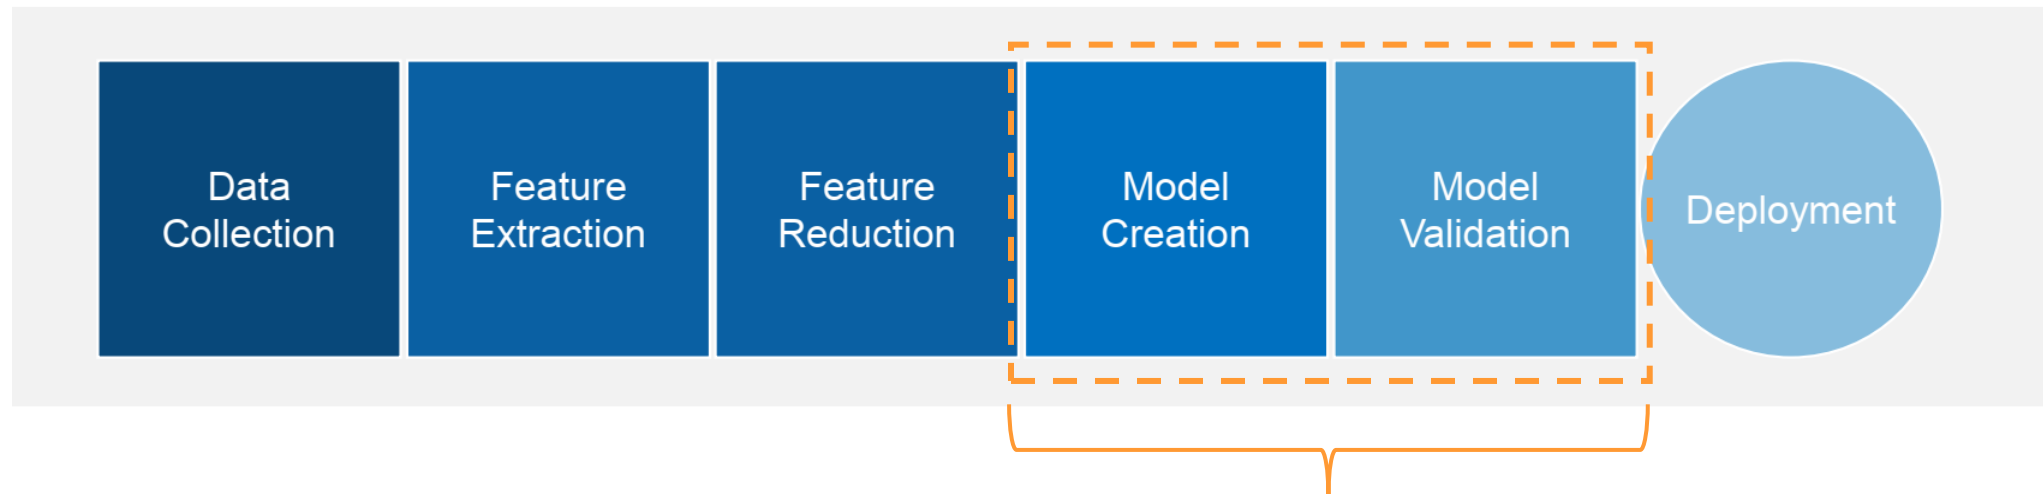 Data
Collection
Feature
Extraction
Feature
Reduction
Model
Creation
Model
Validation
Deployment